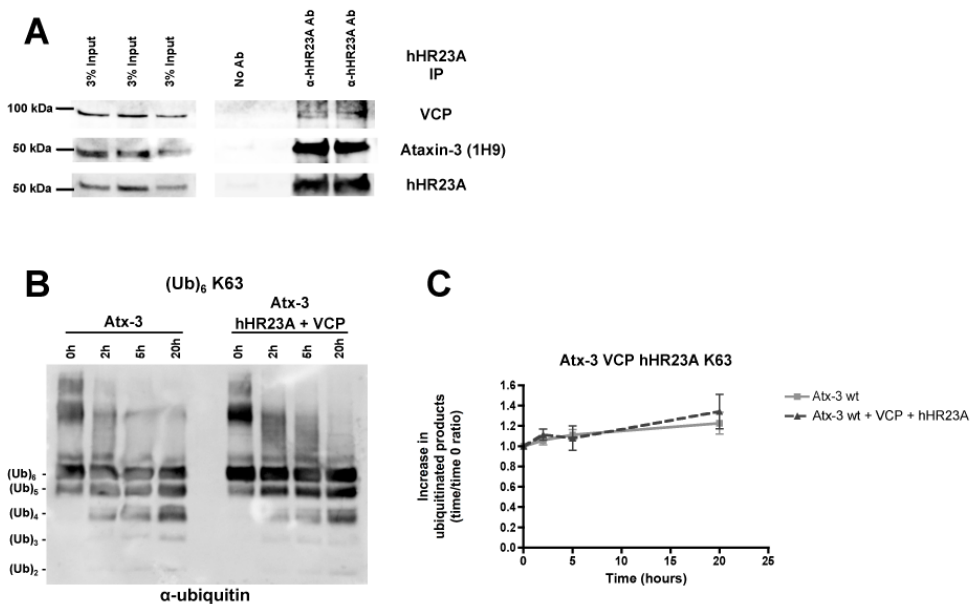 A
3% Input
3% Input
3% Input
No Ab
α-hHR23A Ab
α-hHR23A Ab
hHR23A
IP
100 kDa
VCP
50 kDa
Ataxin-3 (1H9)
50 kDa
hHR23A
B
(Ub)6 K63
Atx-3
Atx-3
hHR23A + VCP
0h
2h
6h
20h
0h
2h
6h
20h
(Ub)6 -
(Ub)5 -
(Ub)4 -
(Ub)3 -
(Ub)2 -
α-ubiquitin
C
Atx-3 VCP hHR23A K63
Increase in
ubiquitinated products
(time/time 0 ratio)
1.6
1.4
1.2
1.0
0.8
0.6
0.4
0.2
0.0
0
5
10
15
20
25
Time (hours)
Atx-3 wt
Atx-3 wt + VCP + hHR23A